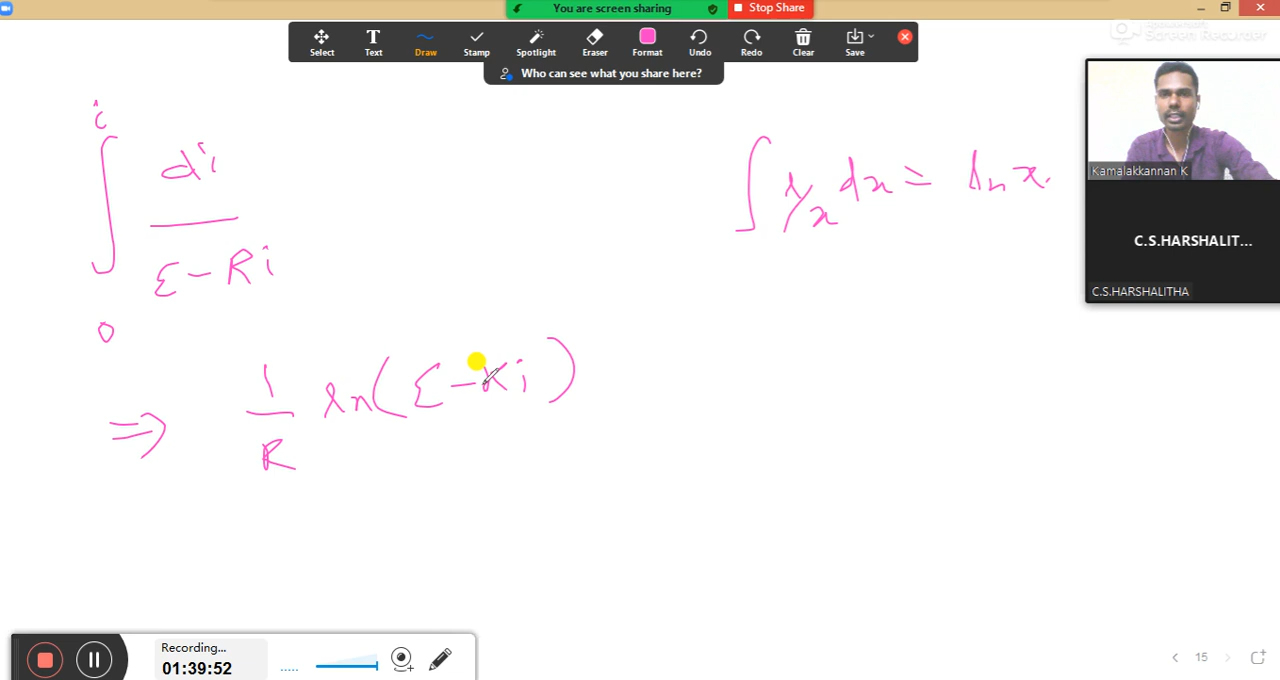 You are screen sharing
Stop Share
Select Text Draw Stamp Spotlight Eraser Format Undo Redo Clear Save
Who can see what you share here?
Screen Recorder
i
∫ di
ε - Ri
0
∫ 1/x dx = ln x.
Kamalakkannan K
C.S.HARSHALIT...
C.S.HARSHALITHA
⇒ 1 ln(ε - Ri)
R
Recording...
01:39:52
15